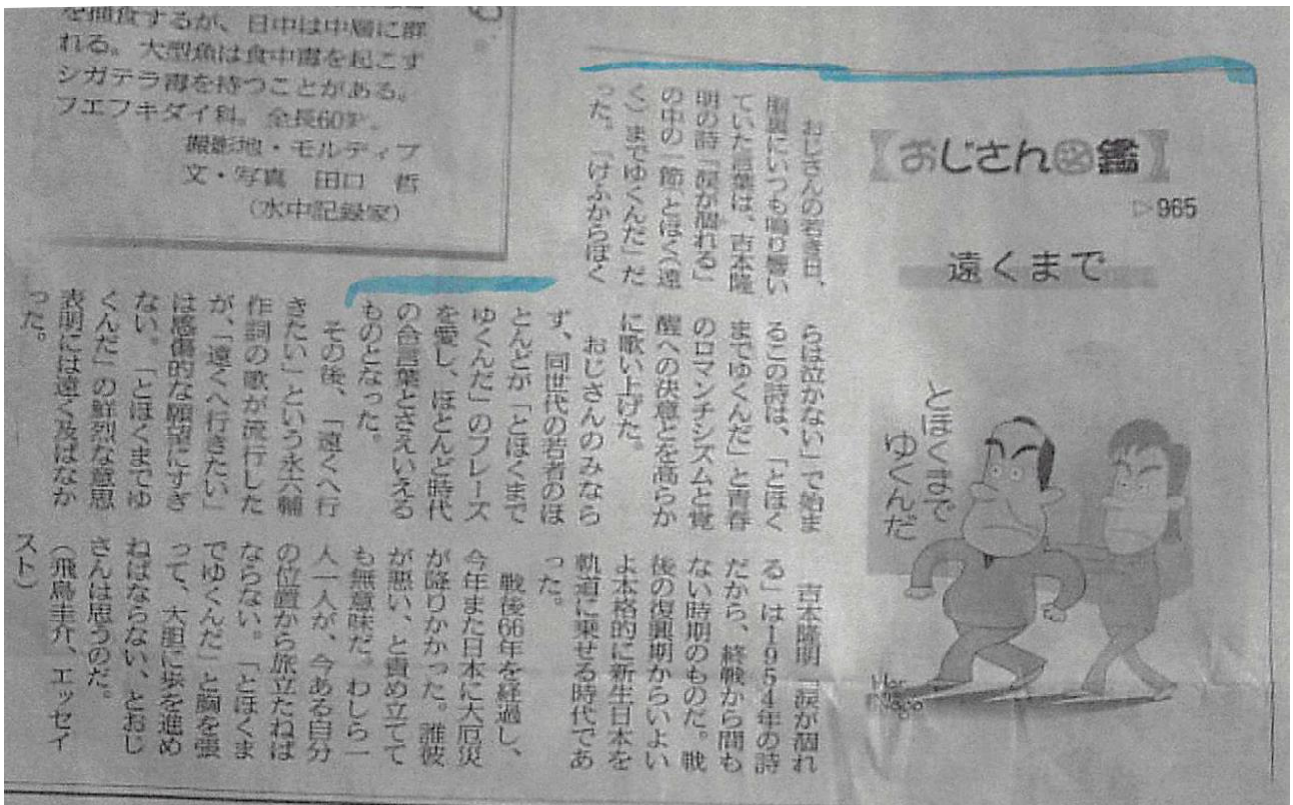 を捕食するが、日中は中層に群
れる。大型魚は食中毒を起こす
シガテラ毒を持つことがある。
フエフキダイ科。全長60㌢。
撮影地・モルディブ
文・写真　田口　哲
（水中記録家）
【おじさん図鑑】
▷965
遠くまで
とほくまで
ゆくんだ
おじさんの若き日、
胸奥にいつも鳴り響い
ていた言葉は、吉本隆
明の詩「涙が涸れる」
の中の一節「とほく（遠
く）までゆくんだ」だ
った。「けふからぼく
らは泣かない」で始ま
るこの詩は、「とほく
までゆくんだ」と青春
のロマンチシズムと覚
醒への決意とを高らか
に歌い上げた。
おじさんのみなら
ず、同世代の若者のほ
とんどが「とほくまで
ゆくんだ」のフレーズ
を愛し、ほとんど時代
の合言葉とさえいえる
ものとなった。
その後、「遠くへ行
きたい」という永六輔
作詞の歌が流行した
が、「遠くへ行きたい」
は感傷的な願望にすぎ
ない。「とほくまでゆ
くんだ」の鮮烈な意思
表明には遠く及ばなか
った。
吉本隆明「涙が涸れ
る」は1954年の詩
だから、終戦から間も
ない時期のものだ。戦
後の復興期からいよい
よ本格的に新生日本を
軌道に乗せる時代であ
った。
戦後66年を経過し、
今年また日本に大厄災
が降りかかった。誰彼
が悪い、と責め立てて
も無意味だ。わしら一
人一人が、今ある自分
の位置から旅立たねば
ならない。「とほくま
でゆくんだ」と胸を張
って、大胆に歩を進め
ねばならない、とおじ
さんは思うのだ。
（飛鳥圭介、エッセイ
スト）